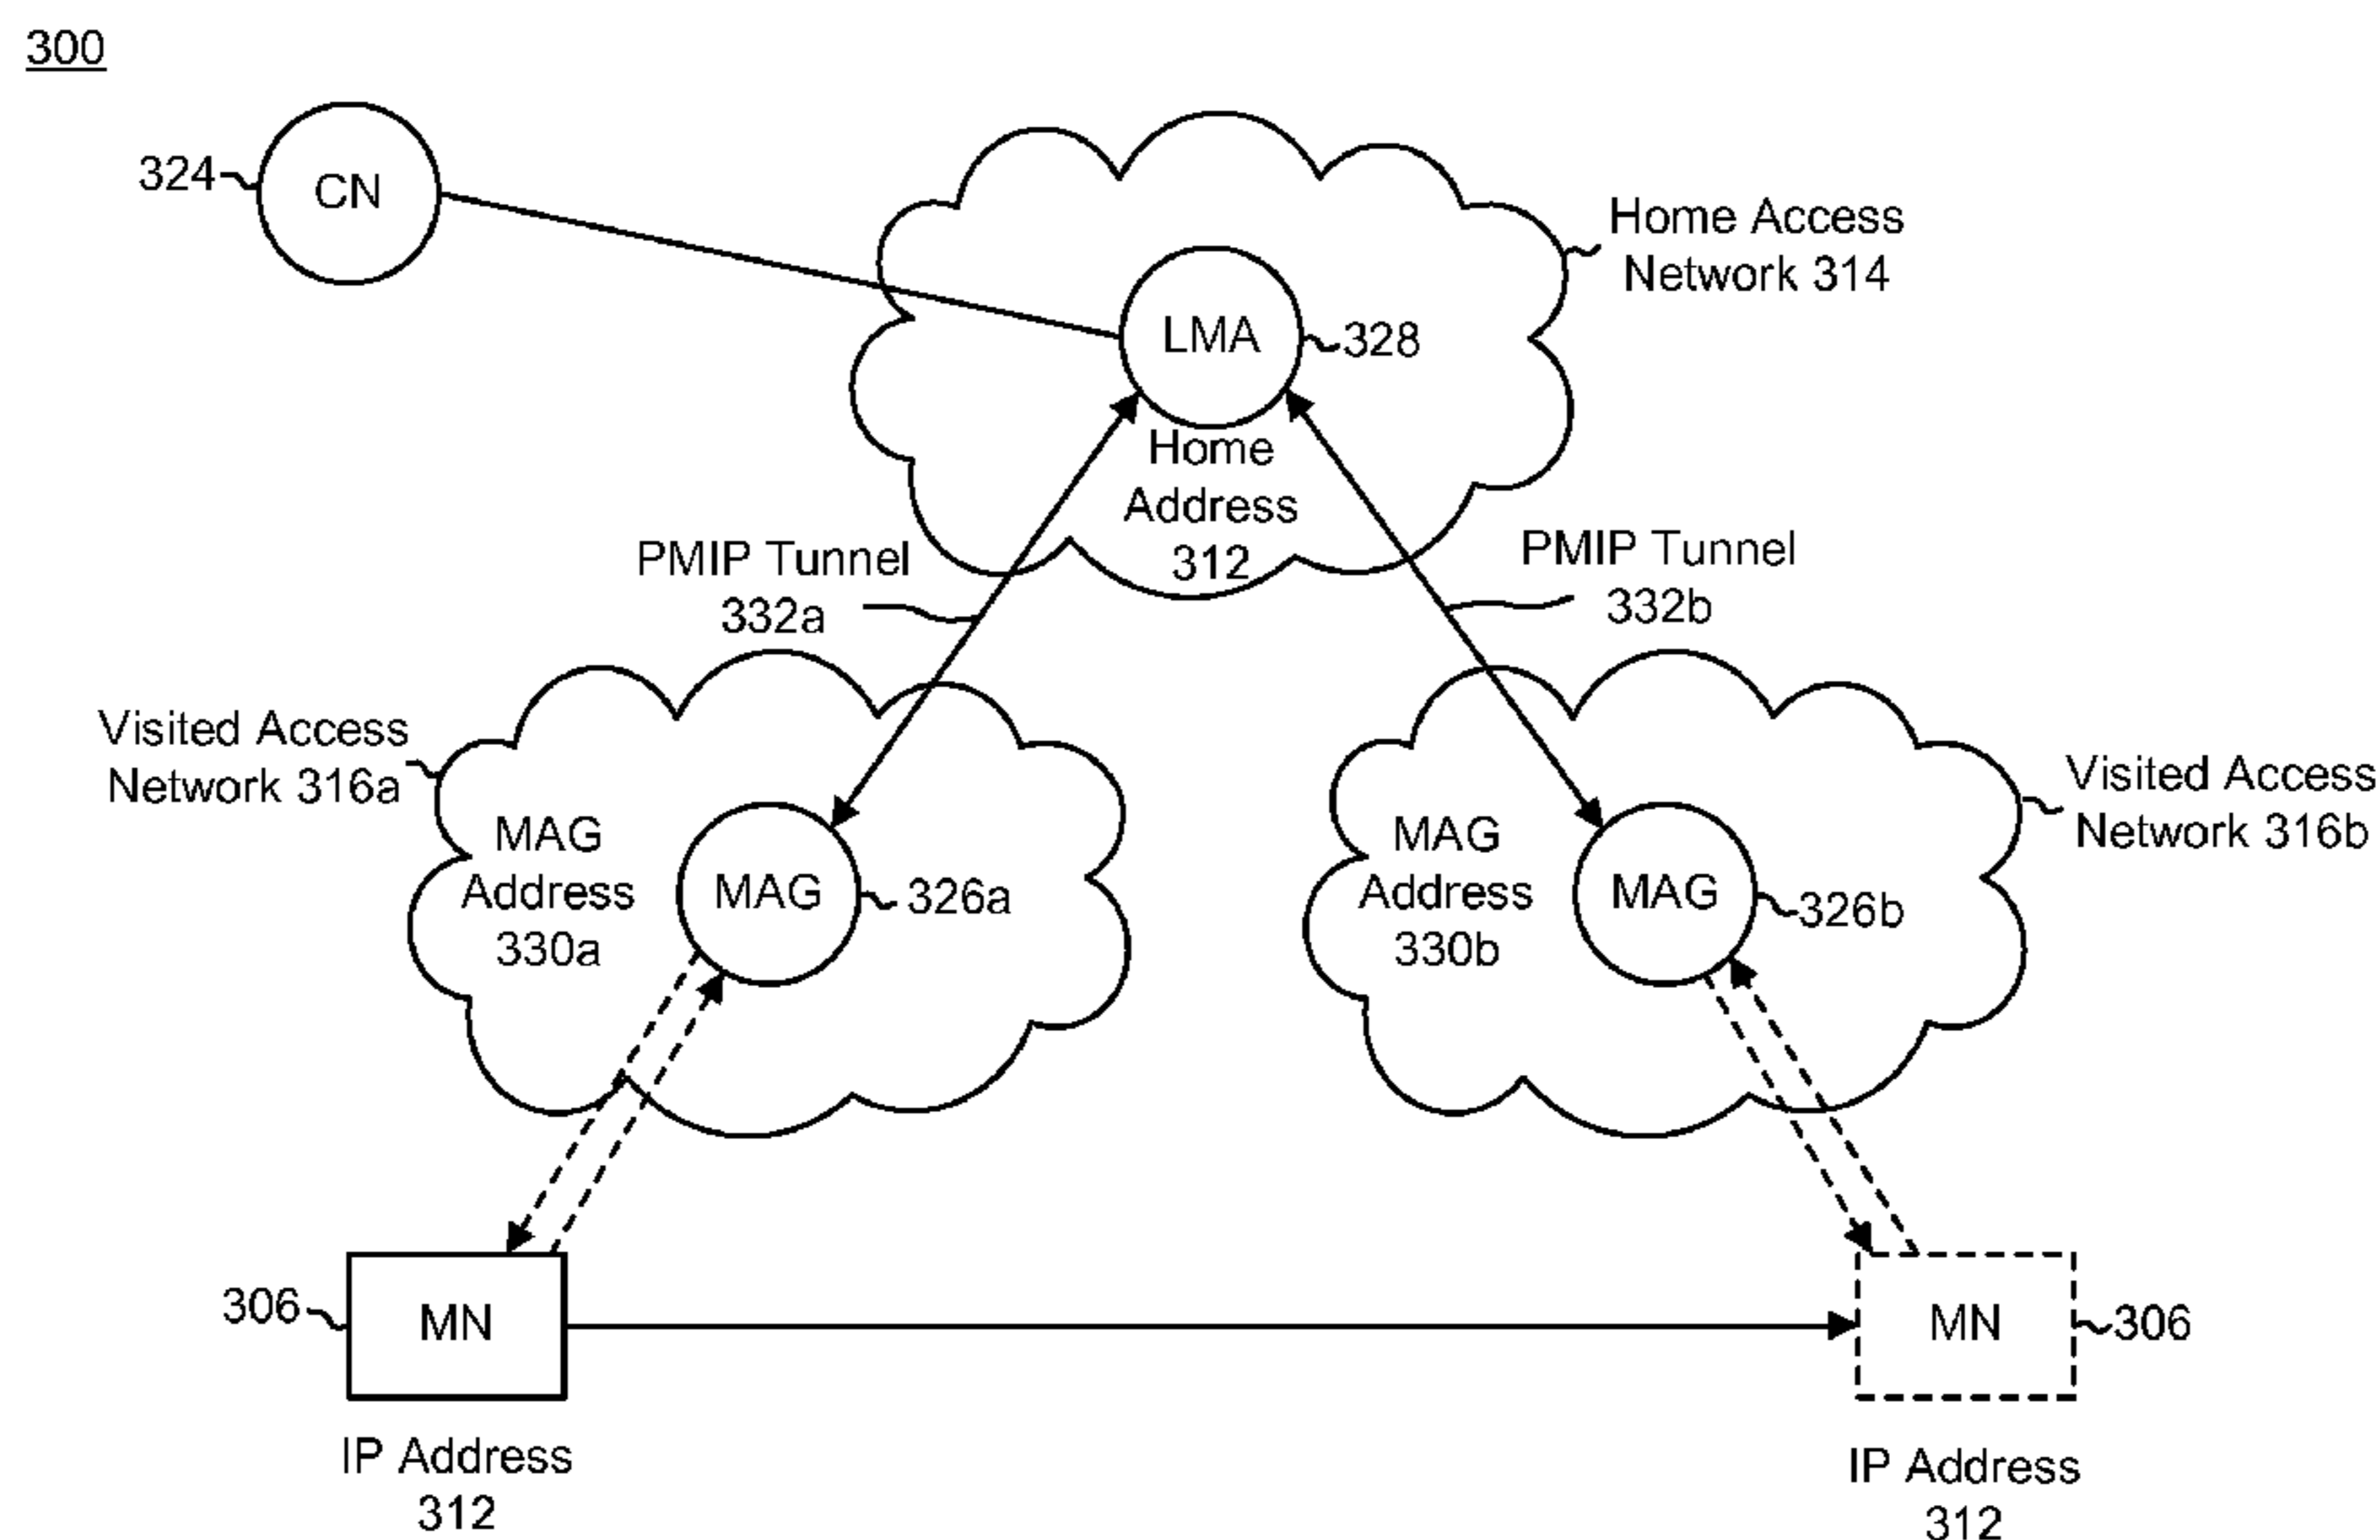 300
324
CN
Home Access
Network 314
LMA
328
Home
Address
312
PMIP Tunnel
332a
PMIP Tunnel
332b
Visited Access
Network 316a
MAG
Address
330a
MAG
326a
MAG
Address
330b
MAG
326b
Visited Access
Network 316b
306
MN
IP Address
312
MN
306
IP Address
312